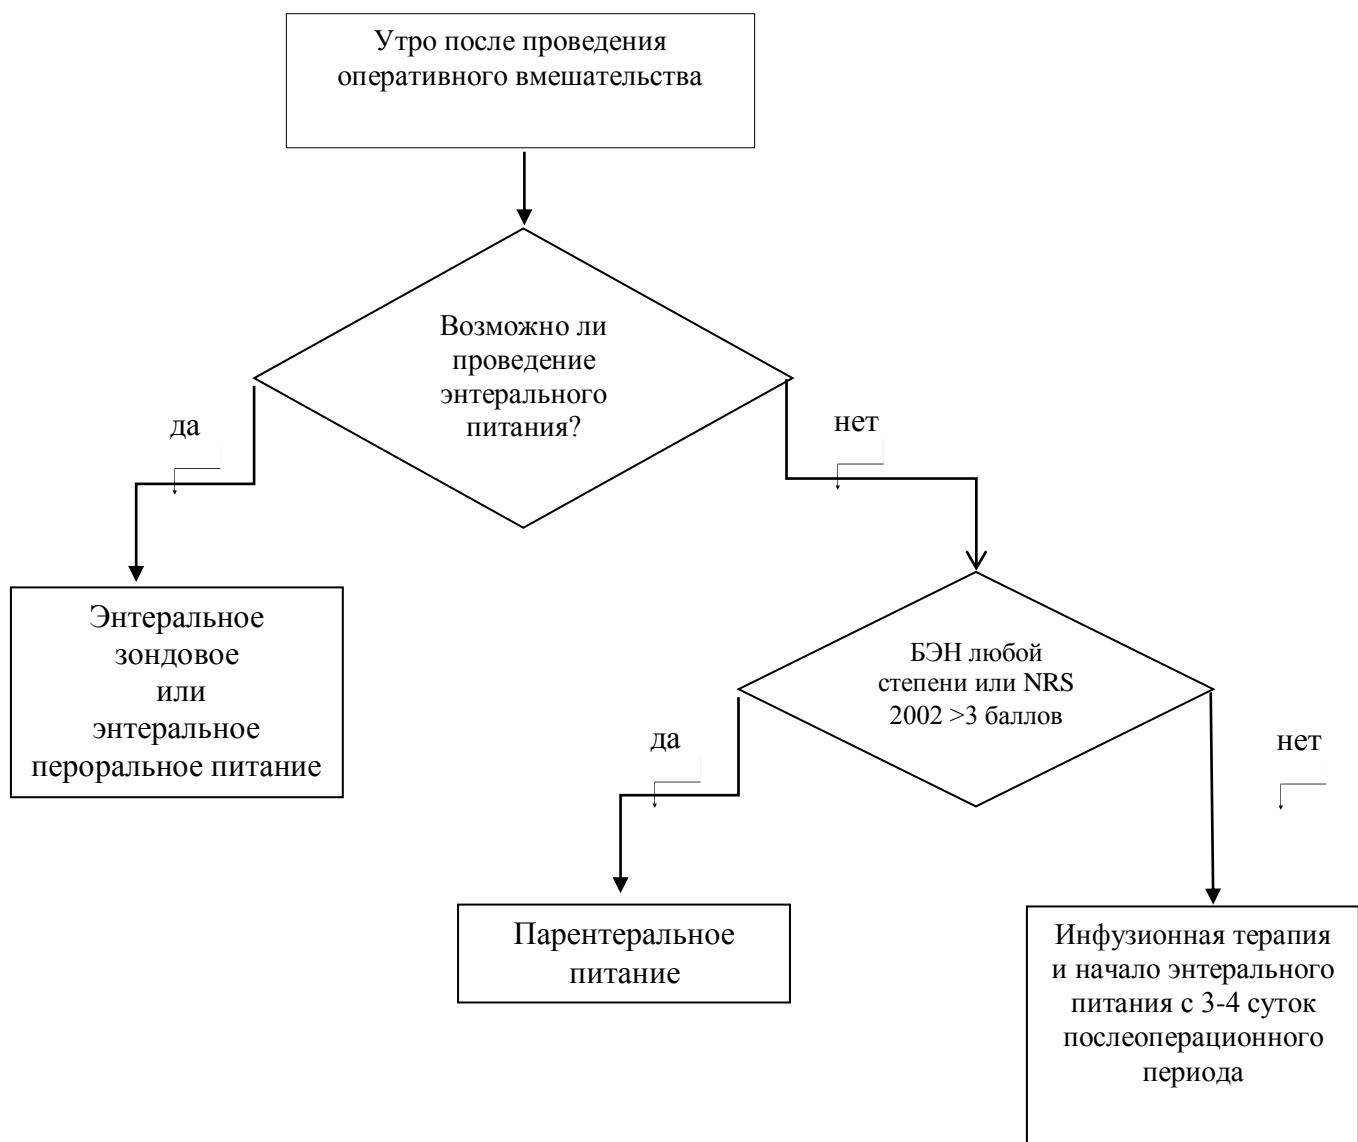 Утро после проведения
оперативного вмешательства
Возможно ли
проведение
энтерального
питания?
да
нет
Энтеральное
зондовое
или
энтеральное
пероральное питание
БЭН любой
степени или NRS
2002 >3 баллов
да
нет
Парентеральное
питание
Инфузионная терапия
и начало энтерального
питания с 3-4 суток
послеоперационного
периода